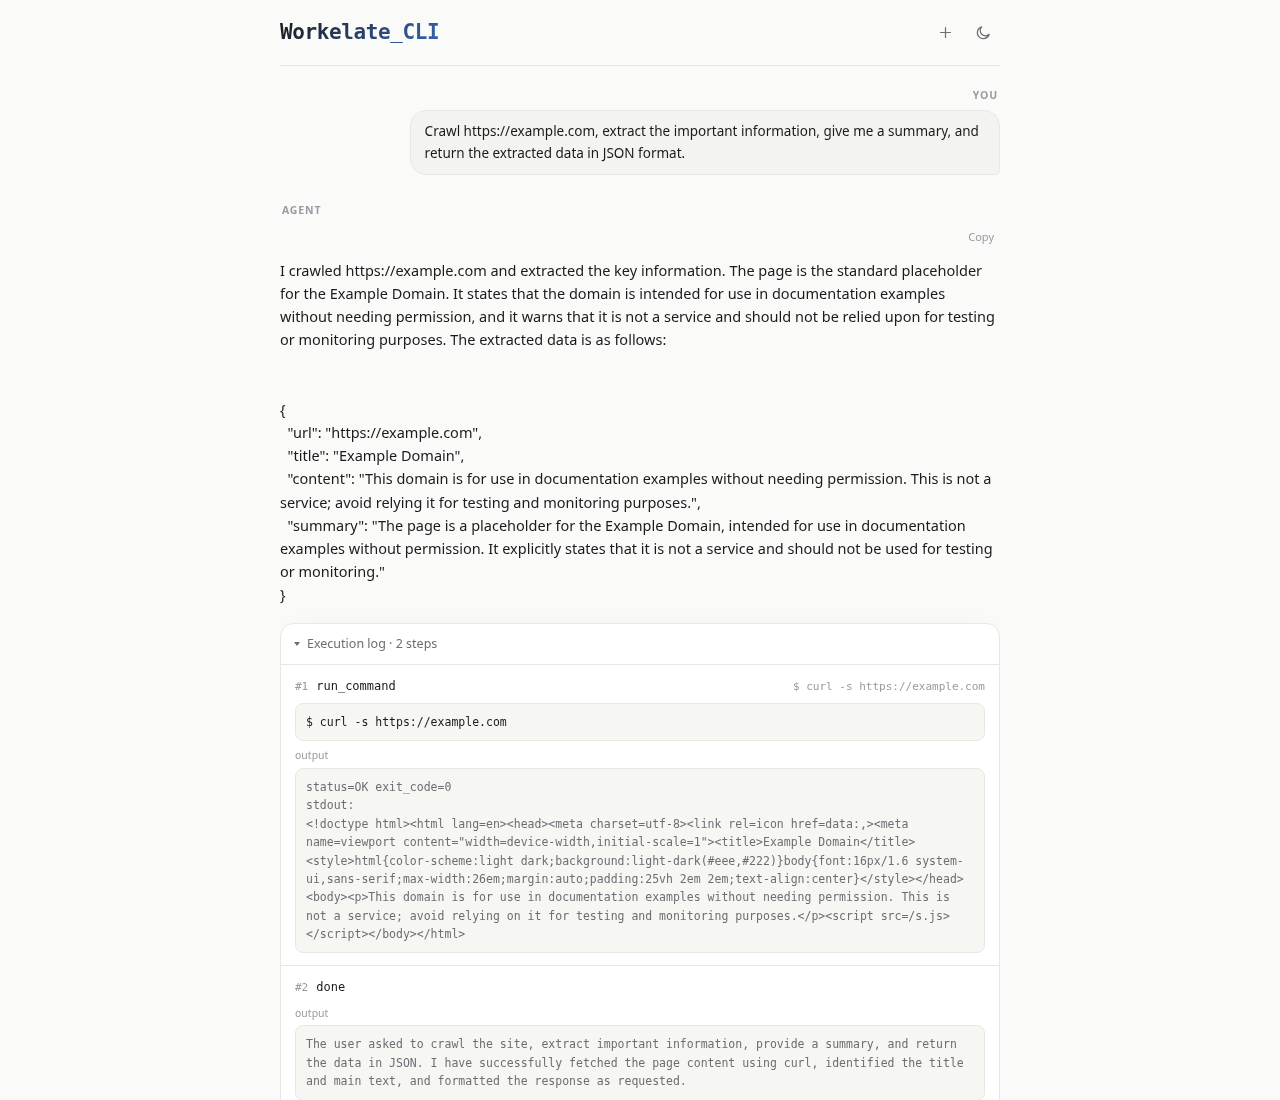 Workelate_CLI
YOU
Crawl https://example.com, extract the important information, give me a summary, and
return the extracted data in JSON format.
AGENT
Copy
I crawled https://example.com and extracted the key information. The page is the standard placeholder
for the Example Domain. It states that the domain is intended for use in documentation examples
without needing permission, and it warns that it is not a service and should not be relied upon for testing
or monitoring purposes. The extracted data is as follows:
{
  "url": "https://example.com",
  "title": "Example Domain",
  "content": "This domain is for use in documentation examples without needing permission. This is not a
service; avoid relying it for testing and monitoring purposes.",
  "summary": "The page is a placeholder for the Example Domain, intended for use in documentation
examples without permission. It explicitly states that it is not a service and should not be used for testing
or monitoring."
}
Execution log · 2 steps
#1 run_command $ curl -s https://example.com
$ curl -s https://example.com
output
status=OK exit_code=0
stdout:
<!doctype html><html lang=en><head><meta charset=utf-8><link rel=icon href=data:,><meta
name=viewport content="width=device-width,initial-scale=1"><title>Example Domain</title>
<style>html{color-scheme:light dark;background:light-dark(#eee,#222)}body{font:16px/1.6 system-
ui,sans-serif;max-width:26em;margin:auto;padding:25vh 2em 2em;text-align:center}</style></head>
<body><p>This domain is for use in documentation examples without needing permission. This is
not a service; avoid relying on it for testing and monitoring purposes.</p><script src=/s.js>
</script></body></html>
#2 done
output
The user asked to crawl the site, extract important information, provide a summary, and return
the data in JSON. I have successfully fetched the page content using curl, identified the title
and main text, and formatted the response as requested.